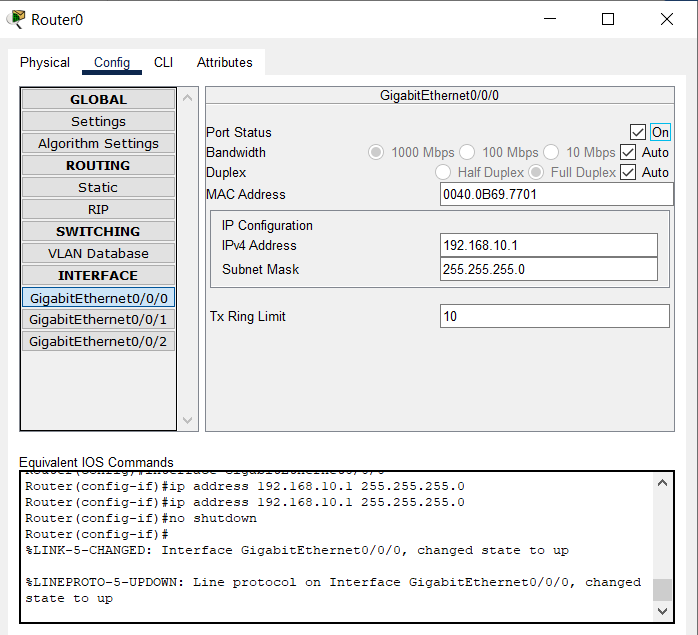 Router0
Physical Config CLI Attributes
GLOBAL
Settings
Algorithm Settings
ROUTING
Static
RIP
SWITCHING
VLAN Database
INTERFACE
GigabitEthernet0/0/0
GigabitEthernet0/0/1
GigabitEthernet0/0/2
GigabitEthernet0/0/0
Port Status On
Bandwidth 1000 Mbps 100 Mbps 10 Mbps Auto
Duplex Half Duplex Full Duplex Auto
MAC Address 0040.0B69.7701
IP Configuration
IPv4 Address 192.168.10.1
Subnet Mask 255.255.255.0
Tx Ring Limit 10
Equivalent IOS Commands
Router(config)#interface GigabitEthernet0/0/0
Router(config-if)#ip address 192.168.10.1 255.255.255.0
Router(config-if)#ip address 192.168.10.1 255.255.255.0
Router(config-if)#no shutdown
Router(config-if)#
%LINK-5-CHANGED: Interface GigabitEthernet0/0/0, changed state to up
%LINEPROTO-5-UPDOWN: Line protocol on Interface GigabitEthernet0/0/0, changed
state to up